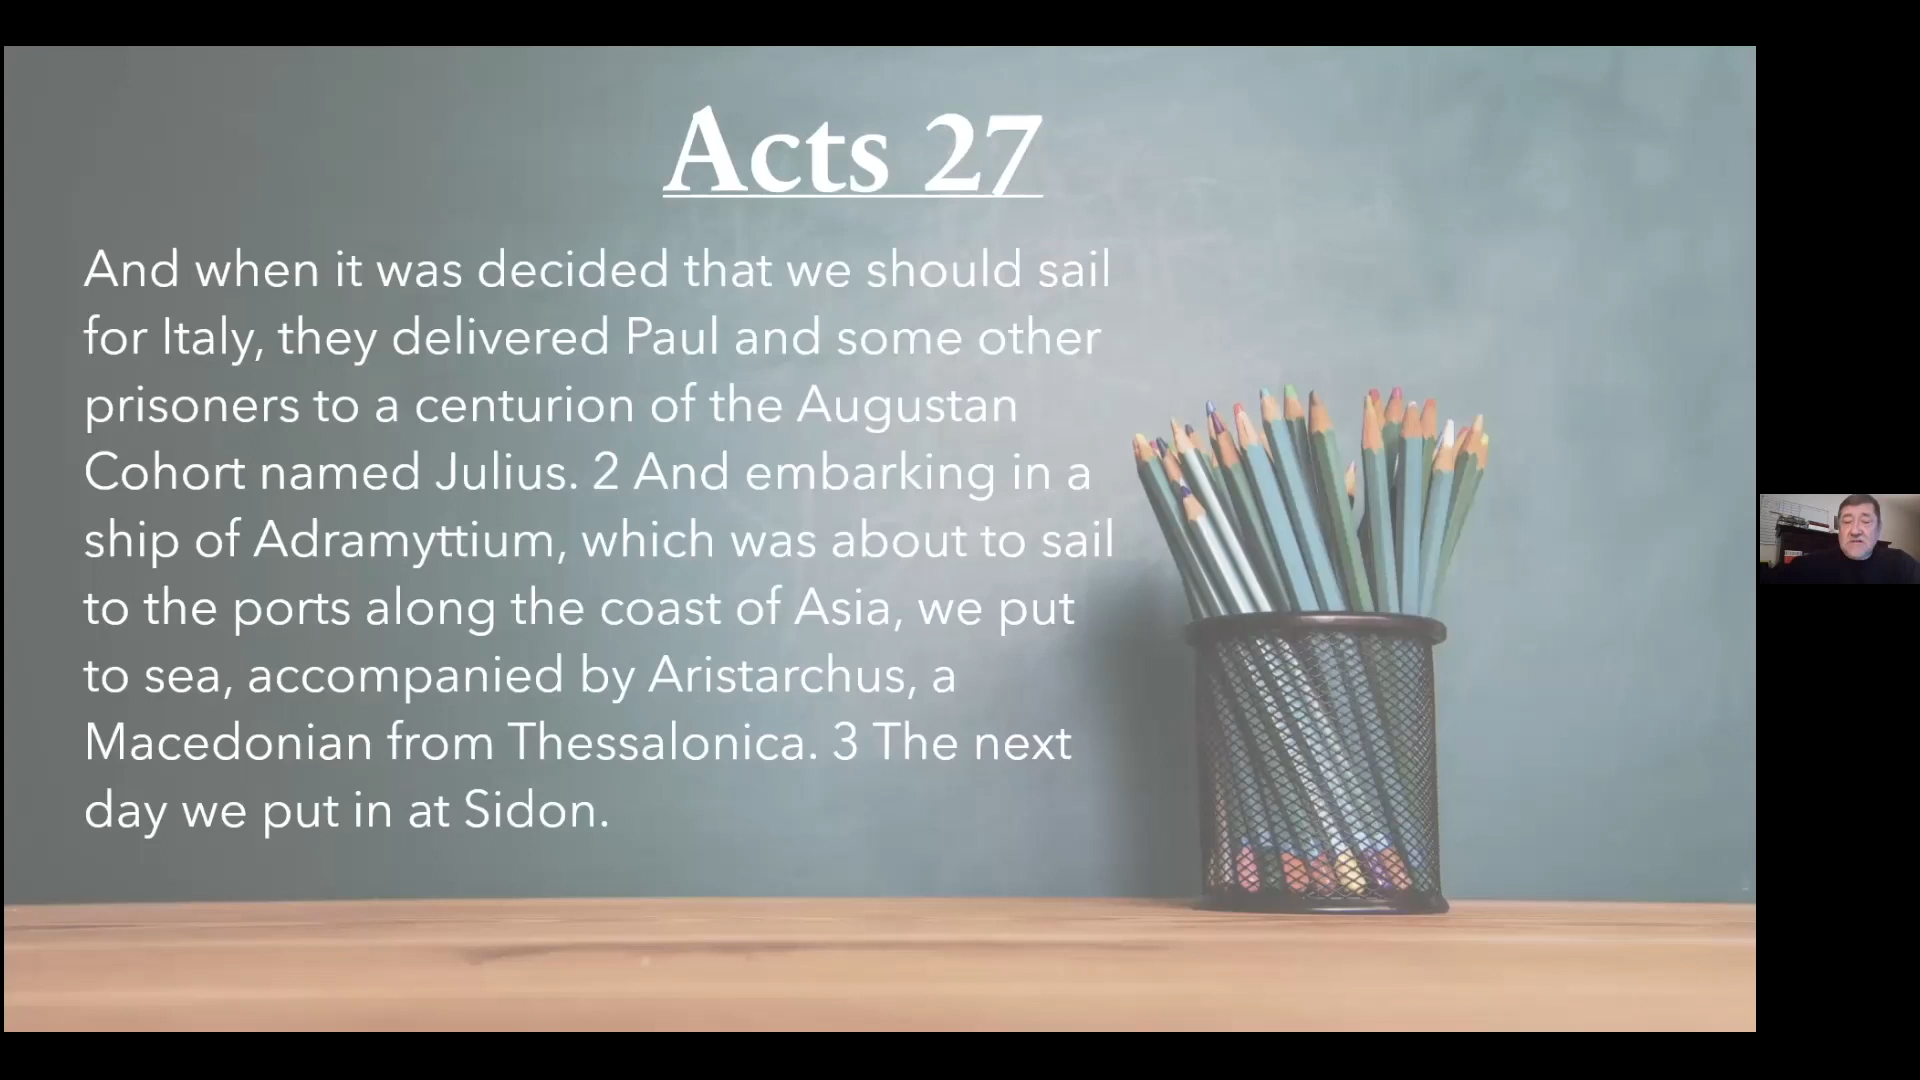 Acts 27
And when it was decided that we should sail
for Italy, they delivered Paul and some other
prisoners to a centurion of the Augustan
Cohort named Julius. 2 And embarking in a
ship of Adramyttium, which was about to sail
to the ports along the coast of Asia, we put
to sea, accompanied by Aristarchus, a
Macedonian from Thessalonica. 3 The next
day we put in at Sidon.